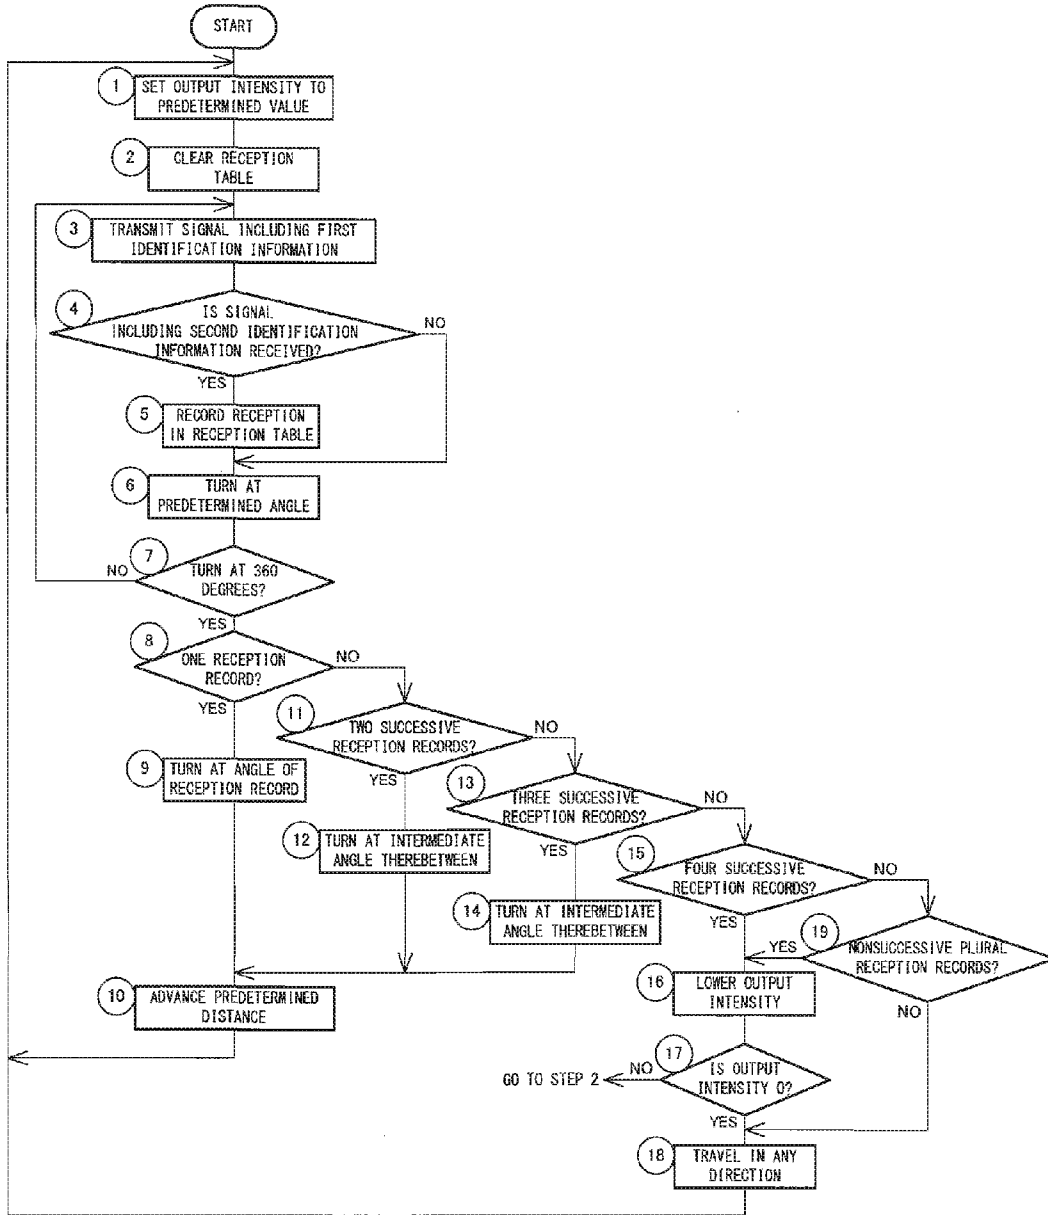 START
1
SET OUTPUT INTENSITY TO
PREDETERMINED VALUE
2
CLEAR RECEPTION
TABLE
3
TRANSMIT SIGNAL INCLUDING FIRST
IDENTIFICATION INFORMATION
4
IS SIGNAL
INCLUDING SECOND IDENTIFICATION
INFORMATION RECEIVED?
NO
YES
5
RECORD RECEPTION
IN RECEPTION TABLE
6
TURN AT
PREDETERMINED ANGLE
7
TURN AT 360
DEGREES?
NO
YES
8
ONE RECEPTION
RECORD?
NO
YES
9
TURN AT ANGLE OF
RECEPTION RECORD
10
ADVANCE PREDETERMINED
DISTANCE
11
TWO SUCCESSIVE
RECEPTION RECORDS?
NO
YES
12
TURN AT INTERMEDIATE
ANGLE THEREBETWEEN
13
THREE SUCCESSIVE
RECEPTION RECORDS?
NO
YES
14
TURN AT INTERMEDIATE
ANGLE THEREBETWEEN
15
FOUR SUCCESSIVE
RECEPTION RECORDS?
NO
YES
19
NONSUCCESSIVE PLURAL
RECEPTION RECORDS?
YES
NO
16
LOWER OUTPUT
INTENSITY
17
IS OUTPUT
INTENSITY 0?
NO
GO TO STEP 2
YES
18
TRAVEL IN ANY
DIRECTION